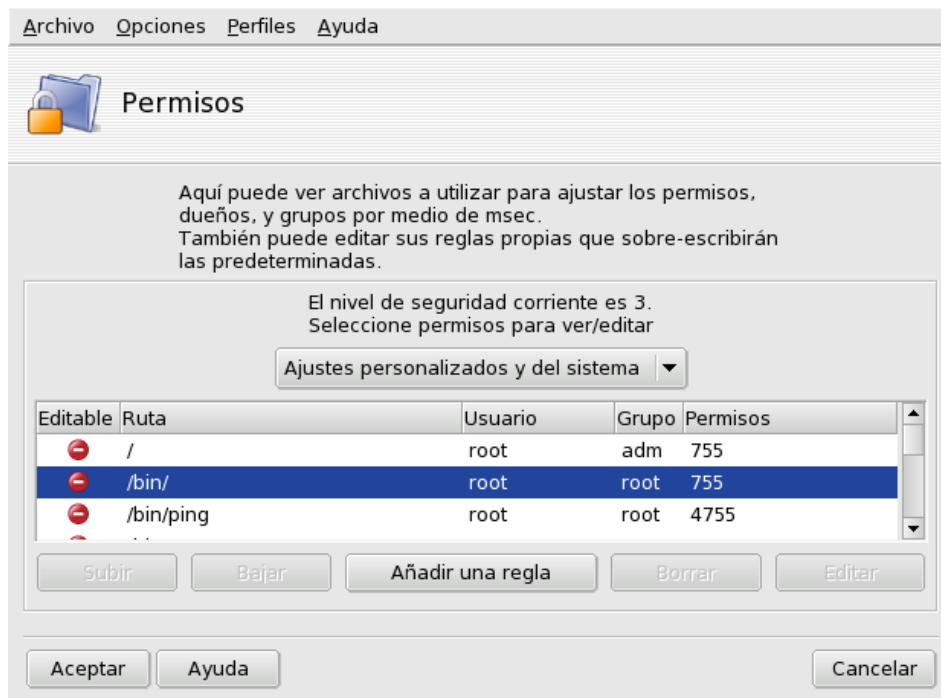 Archivo Opciones Perfiles Ayuda
Permisos
Aquí puede ver archivos a utilizar para ajustar los permisos,
dueños, y grupos por medio de msec.
También puede editar sus reglas propias que sobre-escribirán
las predeterminadas.
El nivel de seguridad corriente es 3.
Seleccione permisos para ver/editar
Ajustes personalizados y del sistema
Editable Ruta Usuario Grupo Permisos
/ root adm 755
/bin/ root root 755
/bin/ping root root 4755
Subir Bajar Añadir una regla Borrar Editar
Aceptar Ayuda Cancelar